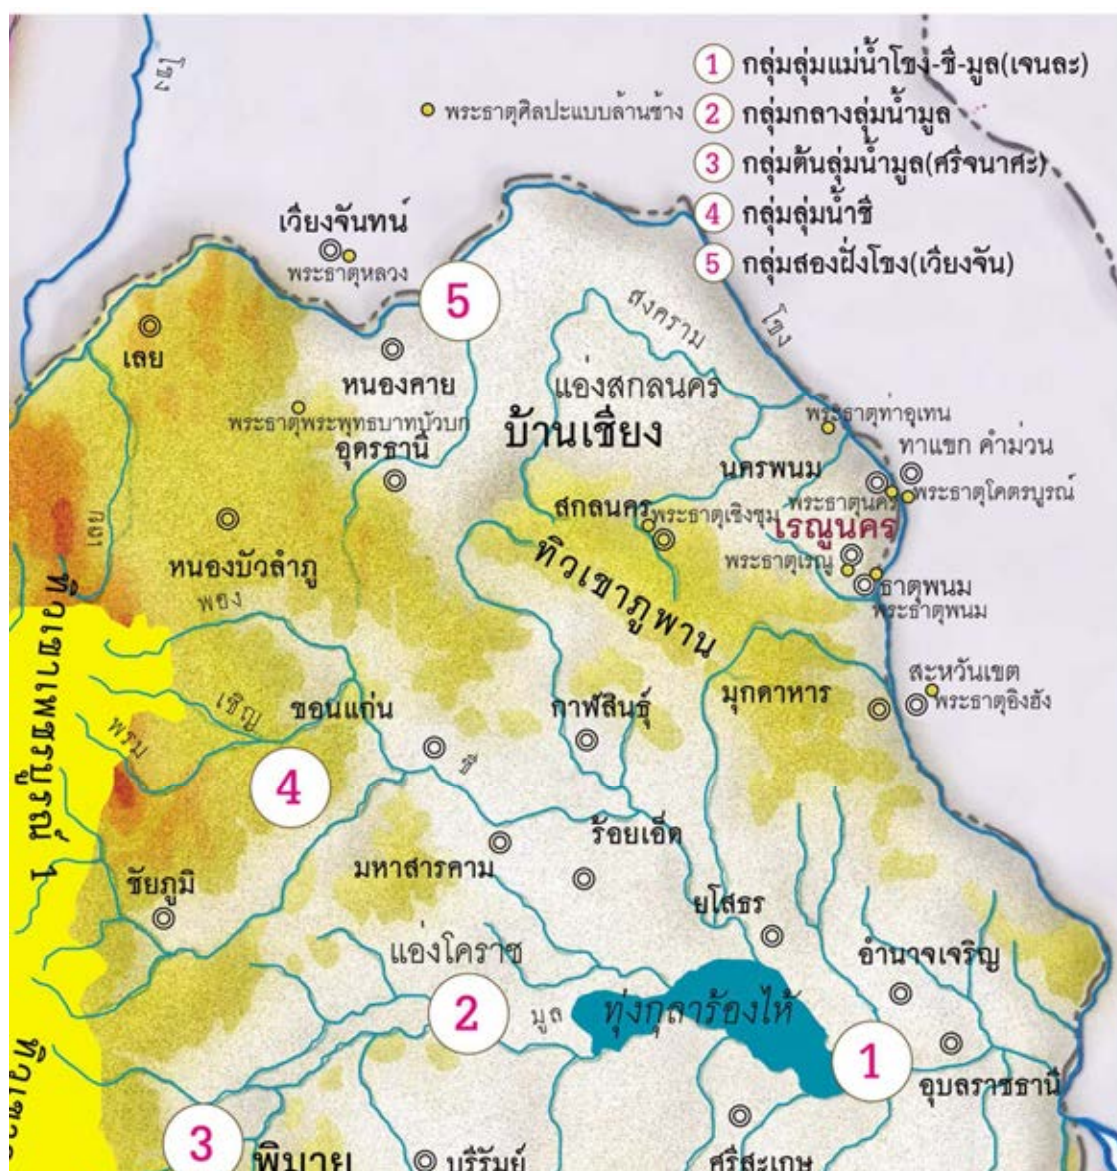 โขง
1 กลุ่มลุ่มแม่น้ำโขง-ชี-มูล(เจนละ)
พระธาตุศิลปะแบบล้านช้าง
2 กลุ่มกลางลุ่มน้ำมูล
3 กลุ่มต้นลุ่มน้ำมูล(ศรีจนาศะ)
4 กลุ่มลุ่มน้ำชี
5 กลุ่มสองฝั่งโขง(เวียงจัน)
เวียงจันทน์
พระธาตุหลวง
5
สงคราม
โขง
เลย
หนองคาย
แอ่งสกลนคร
พระธาตุพระพุทธบาทบัวบก
พระธาตุท่าอุเทน
บ้านเชียง
อุดรธานี
ท่าแขก คำม่วน
นครพนม
พระธาตุนคร
พระธาตุโคตรบูรณ์
สกลนคร
พระธาตุเชิงชุม
เรณูนคร
เลย
หนองบัวลำภู
ทิวเขาภูพาน
พระธาตุเรณู
ธาตุพนม
พระธาตุพนม
พอง
ทิวเขาเพชรบูรณ์ 1
สะหวันเขต
พระธาตุอิงฮัง
เชิญ
ขอนแก่น
กาฬสินธุ์
มุกดาหาร
พรม
ชี
4
ร้อยเอ็ด
มหาสารคาม
ชัยภูมิ
ยโสธร
แอ่งโคราช
อำนาจเจริญ
2
มูล
ทุ่งกุลาร้องไห้
1
อุบลราชธานี
3
พิมาย
บุรีรัมย์
ศรีสะเกษ